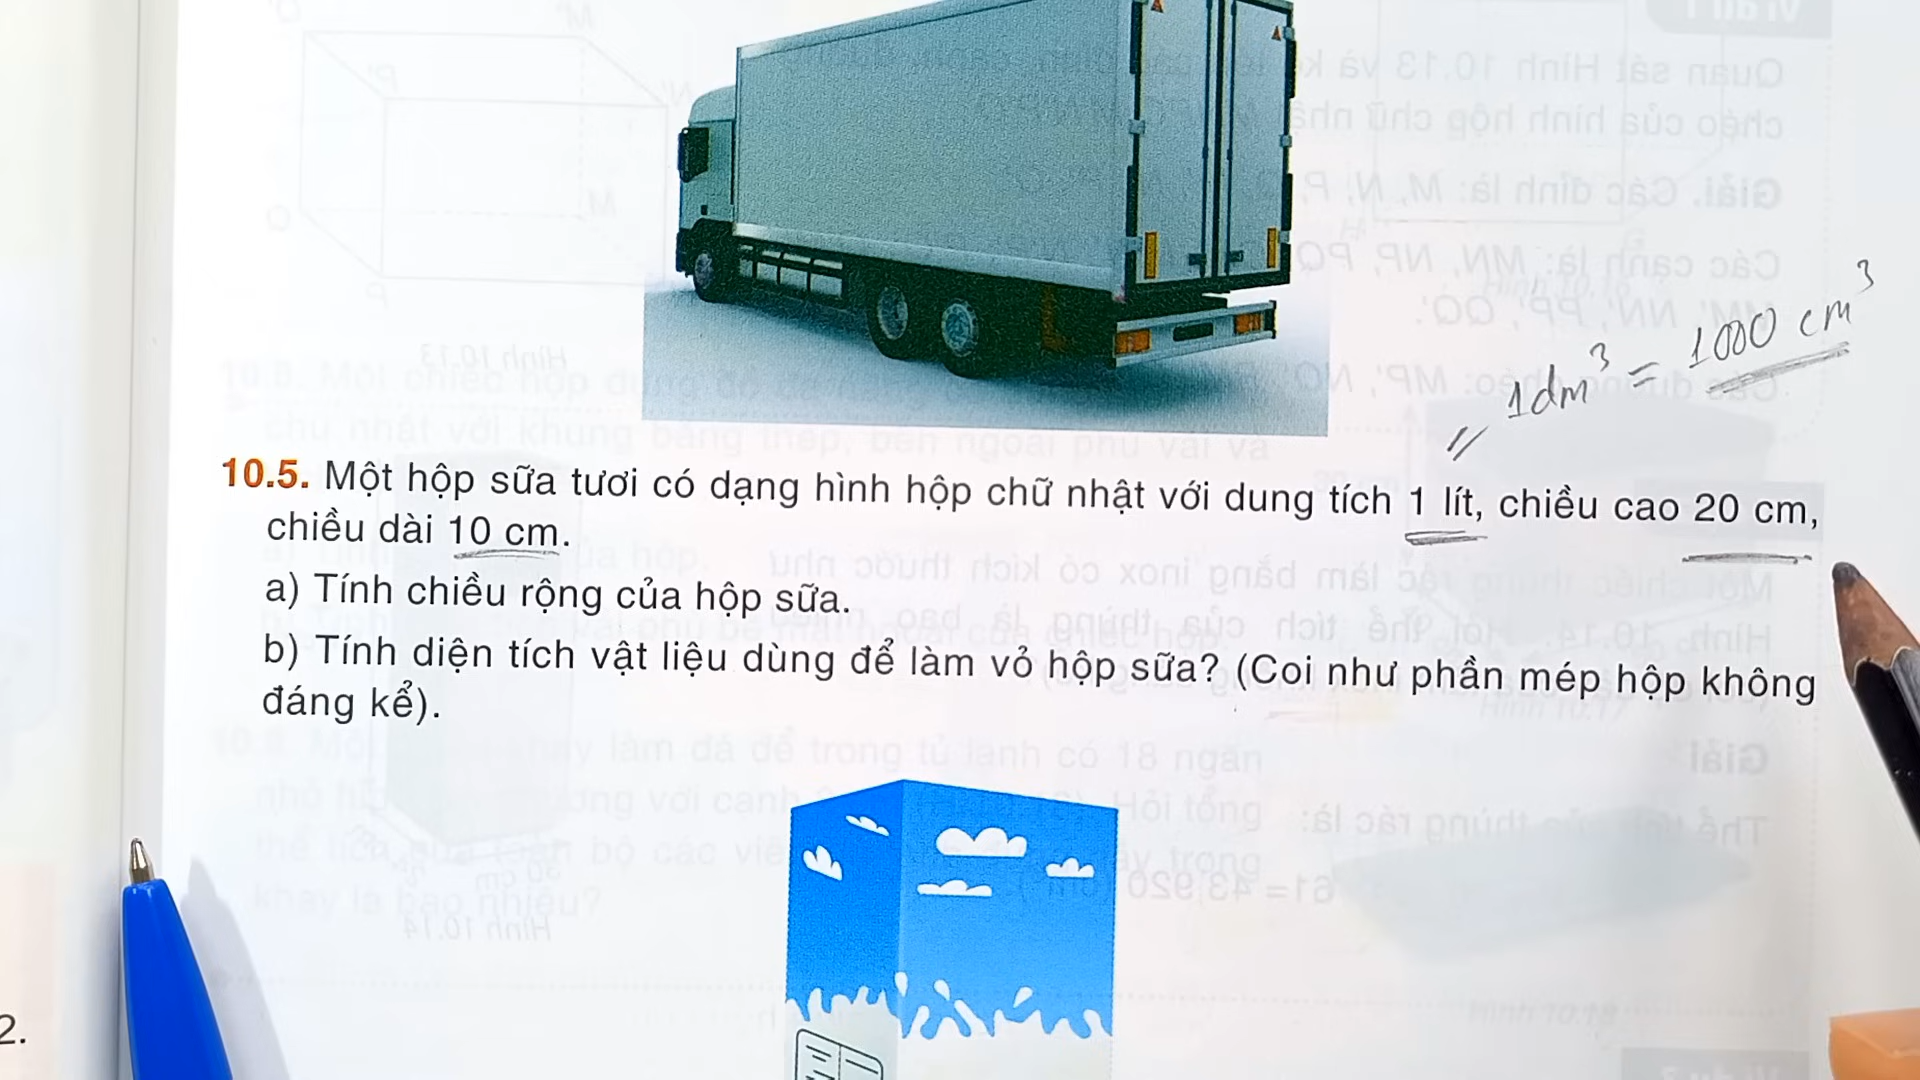 1dm³ = 1000 cm³
10.5. Một hộp sữa tươi có dạng hình hộp chữ nhật với dung tích 1 lít, chiều cao 20 cm,
chiều dài 10 cm.
a) Tính chiều rộng của hộp sữa.
b) Tính diện tích vật liệu dùng để làm vỏ hộp sữa? (Coi như phần mép hộp không
đáng kể).
2.